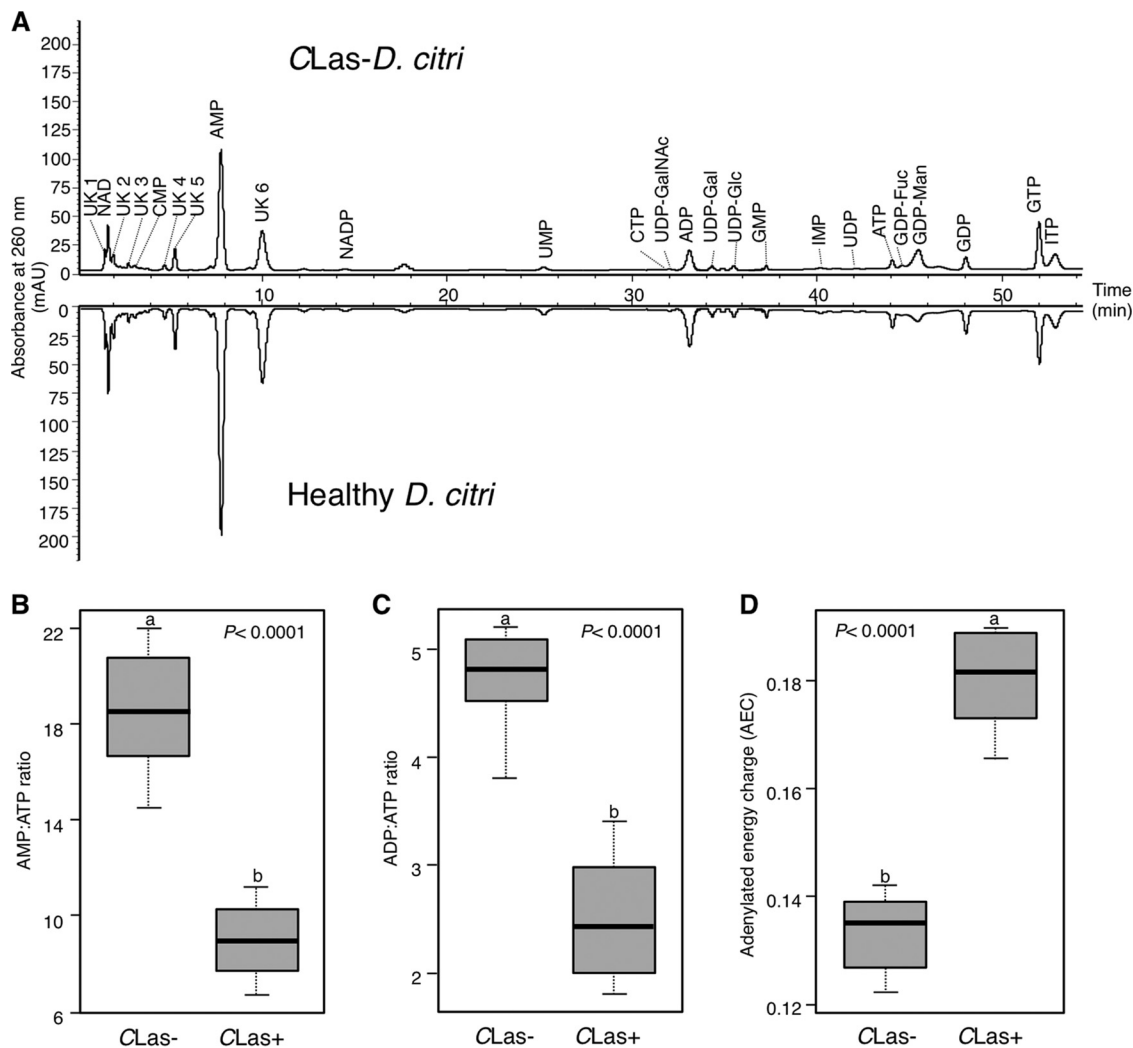 A
CLas-D. citri
200
175
150
125
100
75
50
25
0
Absorbance at 260 nm
(mAU)
UK 1
NAD
UK 2
UK 3
CMP
UK 4
UK 5
AMP
UK 6
NADP
UMP
CTP
UDP-GalNAc
ADP
UDP-Gal
UDP-Glc
GMP
IMP
UDP
ATP
GDP-Fuc
GDP-Man
GDP
GTP
ITP
10
20
30
40
50
Time
(min)
0
25
50
75
100
125
150
175
200
Healthy D. citri
B
22
18
14
10
6
AMP:ATP ratio
a
P< 0.0001
b
CLas-
CLas+
C
5
4
3
2
ADP:ATP ratio
a
P< 0.0001
b
CLas-
CLas+
D
0.18
0.16
0.14
0.12
Adenylated energy charge (AEC)
P< 0.0001
a
b
CLas-
CLas+